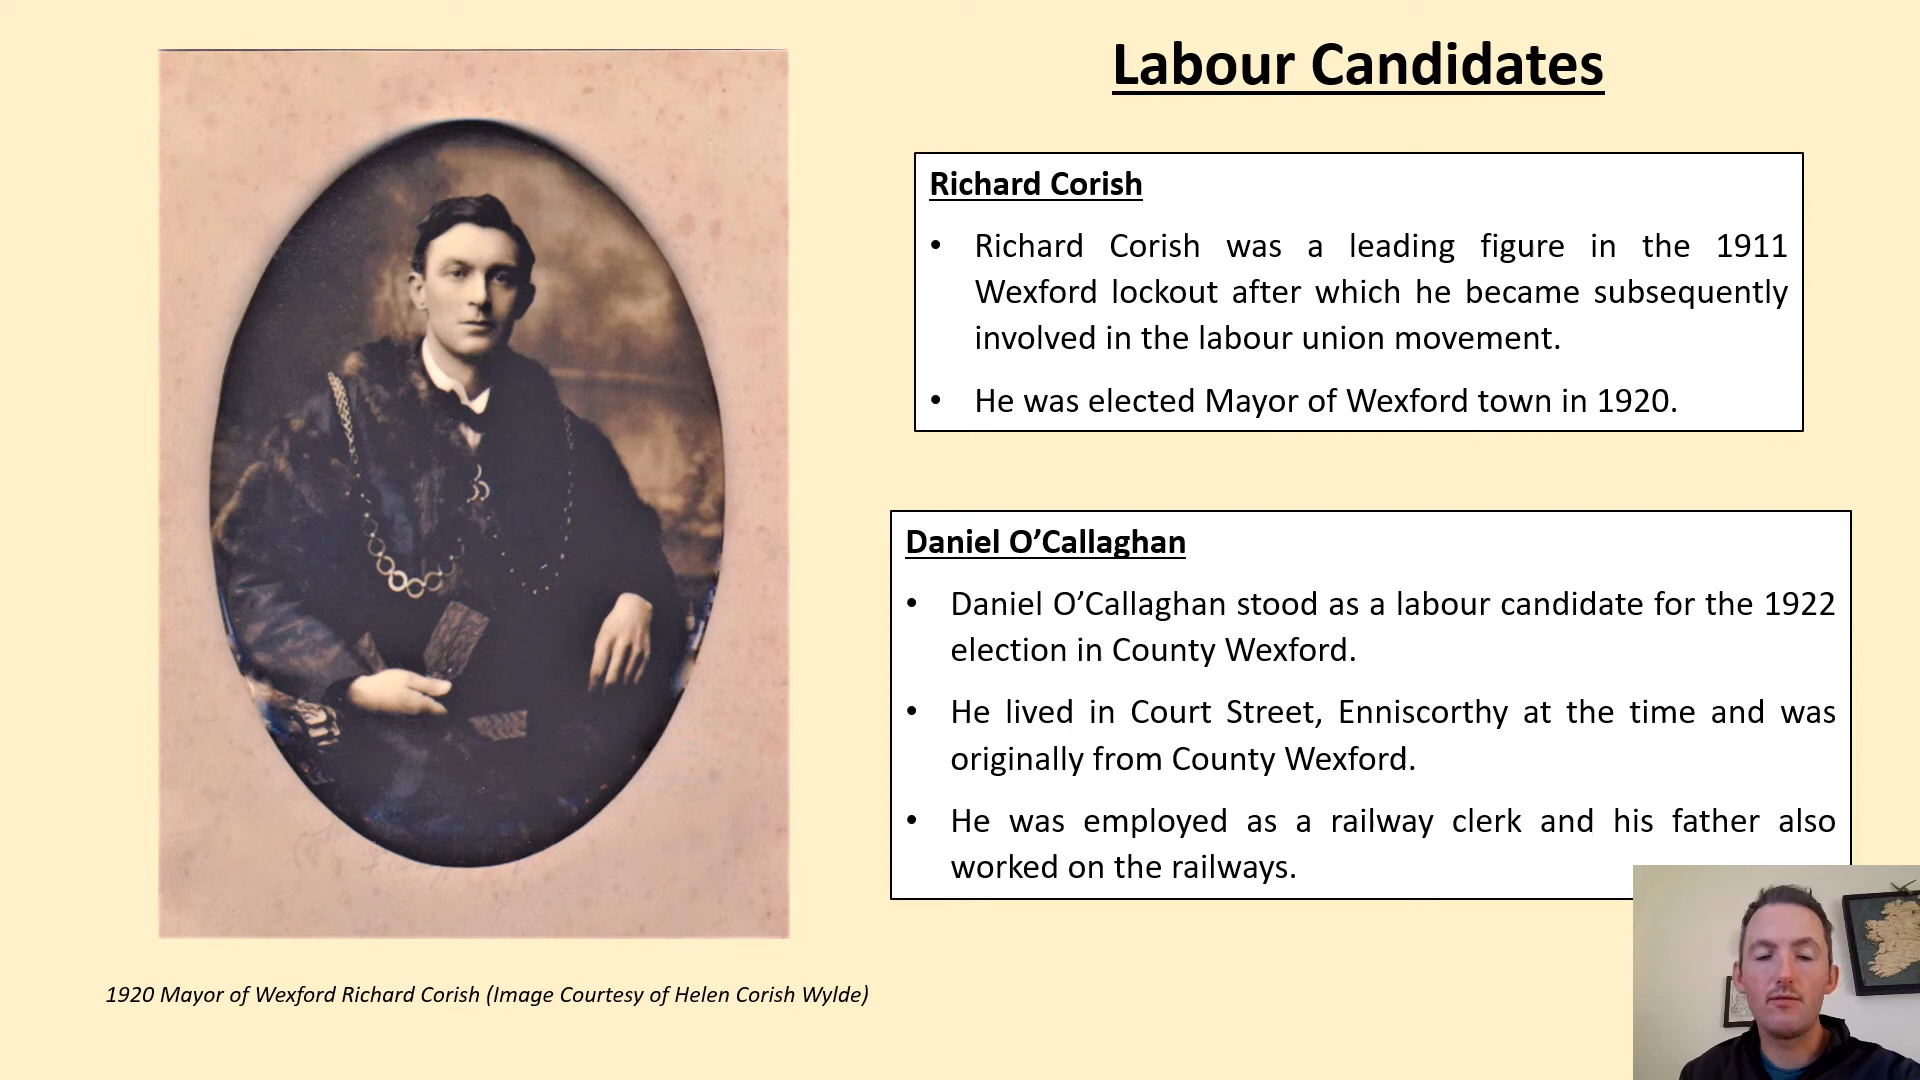 Labour Candidates
Richard Corish
• Richard Corish was a leading figure in the 1911
Wexford lockout after which he became subsequently
involved in the labour union movement.
• He was elected Mayor of Wexford town in 1920.
Daniel O’Callaghan
• Daniel O’Callaghan stood as a labour candidate for the 1922
election in County Wexford.
• He lived in Court Street, Enniscorthy at the time and was
originally from County Wexford.
• He was employed as a railway clerk and his father also
worked on the railways.
1920 Mayor of Wexford Richard Corish (Image Courtesy of Helen Corish Wylde)